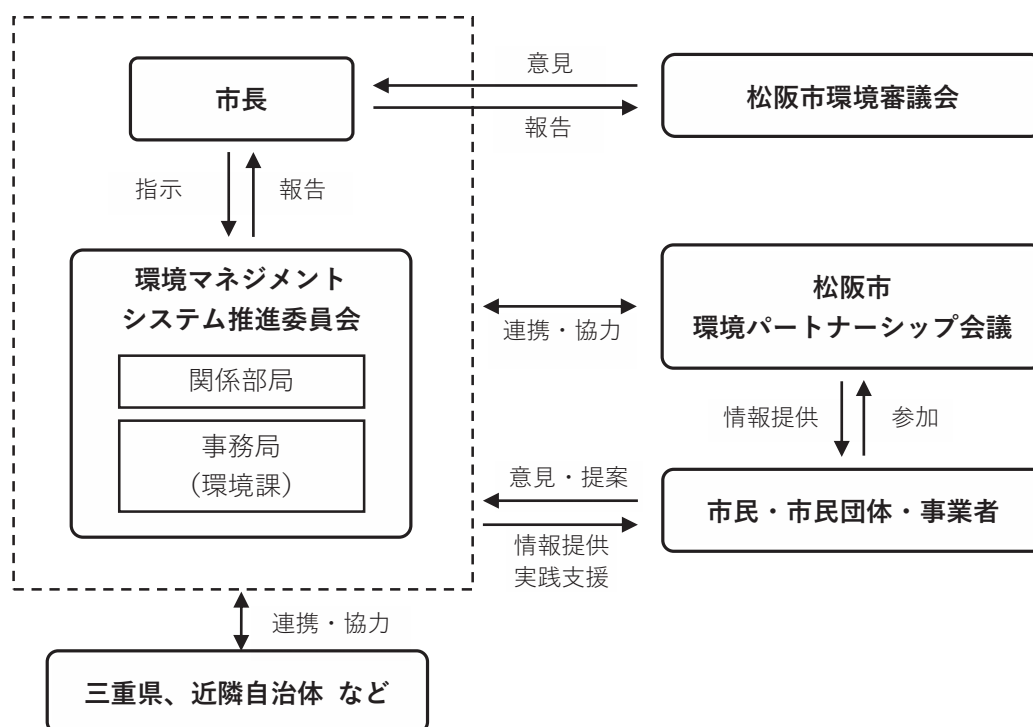 市長
意見
報告
松阪市環境審議会
指示
報告
環境マネジメント
システム推進委員会
関係部局
事務局
（環境課）
連携・協力
松阪市
環境パートナーシップ会議
情報提供
参加
意見・提案
情報提供
実践支援
市民・市民団体・事業者
連携・協力
三重県、近隣自治体 など